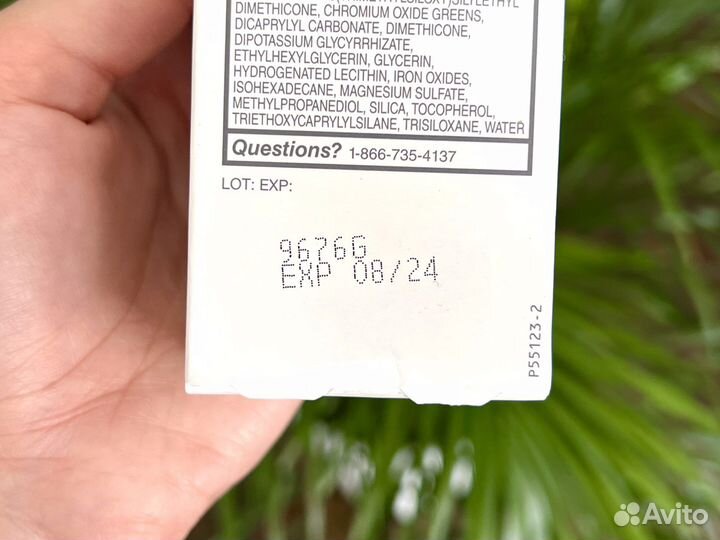 DIMETHICONE, CHROMIUM OXIDE GREENS,
DICAPRYLYL CARBONATE, DIMETHICONE,
DIPOTASSIUM GLYCYRRHIZATE,
ETHYLHEXYLGLYCERIN, GLYCERIN,
HYDROGENATED LECITHIN, IRON OXIDES,
ISOHEXADECANE, MAGNESIUM SULFATE,
METHYLPROPANEDIOL, SILICA, TOCOPHEROL,
TRIETHOXYCAPRYLYLSILANE, TRISILOXANE, WATER
Questions? 1-866-735-4137
LOT: EXP:
9676G
EXP 08/24
P55123-2
Avito